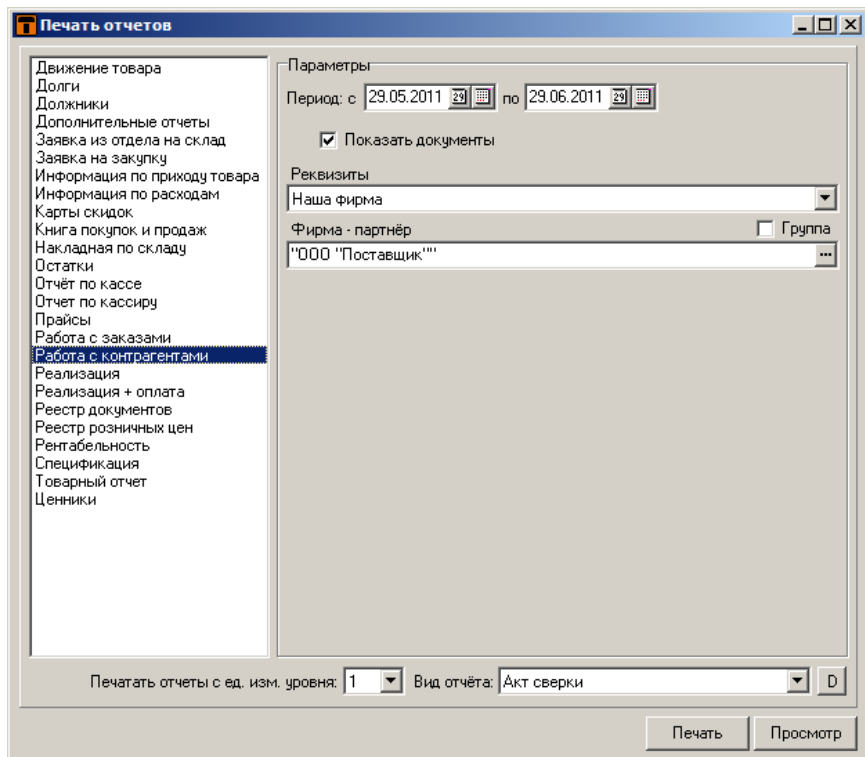 Печать отчетов
Движение товара
Долги
Должники
Дополнительные отчеты
Заявка из отдела на склад
Заявка на закупку
Информация по приходу товара
Информация по расходам
Карты скидок
Книга покупок и продаж
Накладная по складу
Остатки
Отчёт по кассе
Отчет по кассиру
Прайсы
Работа с заказами
Работа с контрагентами
Реализация
Реализация + оплата
Реестр документов
Реестр розничных цен
Рентабельность
Спецификация
Товарный отчет
Ценники
Параметры
Период: с 29.05.2011 29 по 29.06.2011 29
Показать документы
Реквизиты
Наша фирма
Фирма - партнёр Группа
"ООО "Поставщик"" ...
Печатать отчеты с ед. изм. уровня: 1 Вид отчёта: Акт сверки D
Печать Просмотр